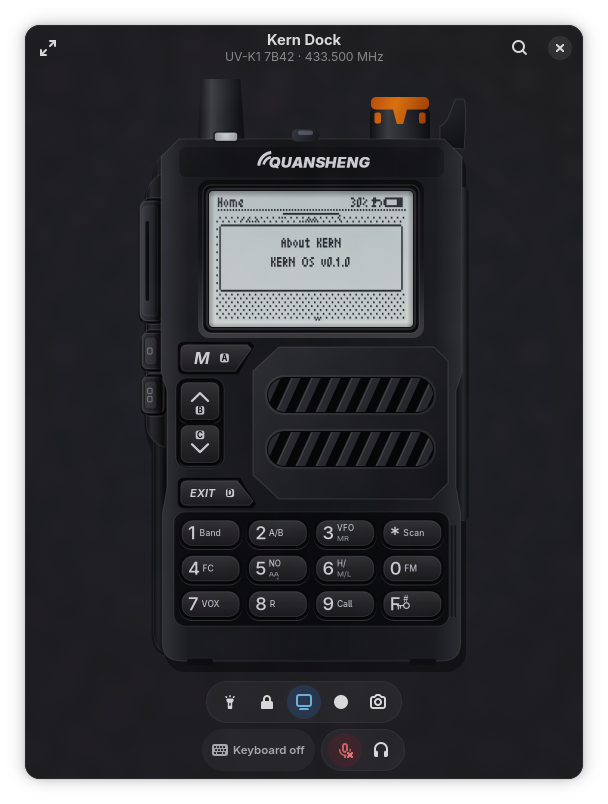 Kern Dock
UV-K1 7B42 · 433.500 MHz
QUANSHENG
Home 30%
About KERN
KERN OS v0.1.0
M A
B
C
EXIT D
1 Band 2 A/B 3 VFO MR * Scan
4 FC 5 NO AA 6 H/M/L 0 FM
7 VOX 8 R 9 Call F #
Keyboard off